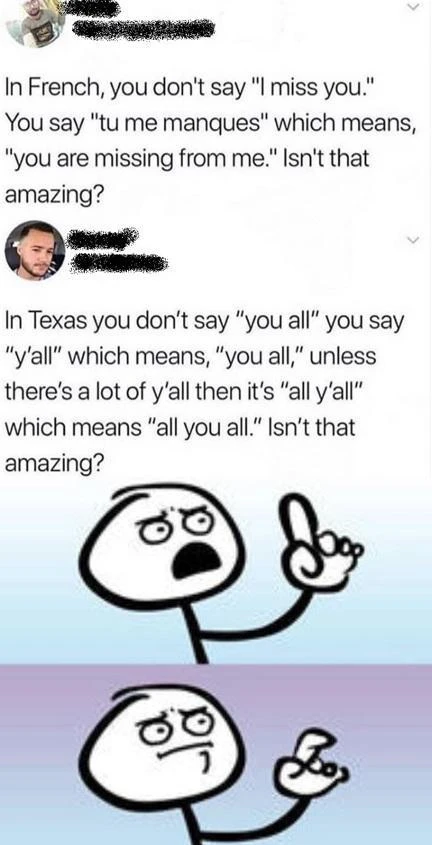 In French, you don't say "I miss you."
You say "tu me manques" which means,
"you are missing from me." Isn't that
amazing?
In Texas you don't say "you all" you say
"y'all" which means, "you all," unless
there's a lot of y'all then it's "all y'all"
which means "all you all." Isn't that
amazing?